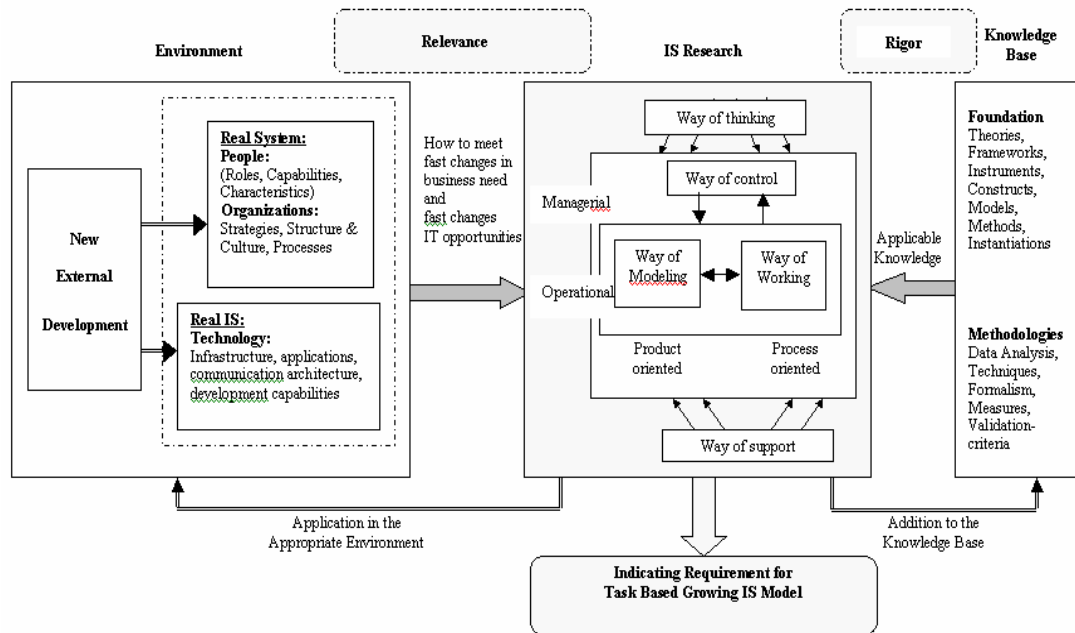 Environment
Relevance
IS Research
Rigor
Knowledge
Base
New
External
Development
Real System:
People:
(Roles, Capabilities,
Characteristics)
Organizations:
Strategies, Structure &
Culture, Processes
Real IS:
Technology:
Infrastructure, applications,
communication architecture,
development capabilities
How to meet
fast changes in
business need
and
fast changes
IT opportunities
Way of thinking
Way of control
Managerial
Way of
Modeling
Way of
Working
Operational
Product
oriented
Process
oriented
Way of support
Applicable
Knowledge
Foundation
Theories,
Frameworks,
Instruments,
Constructs,
Models,
Methods,
Instantiations
Methodologies
Data Analysis,
Techniques,
Formalism,
Measures,
Validation-
criteria
Application in the
Appropriate Environment
Addition to the
Knowledge Base
Indicating Requirement for
Task Based Growing IS Model